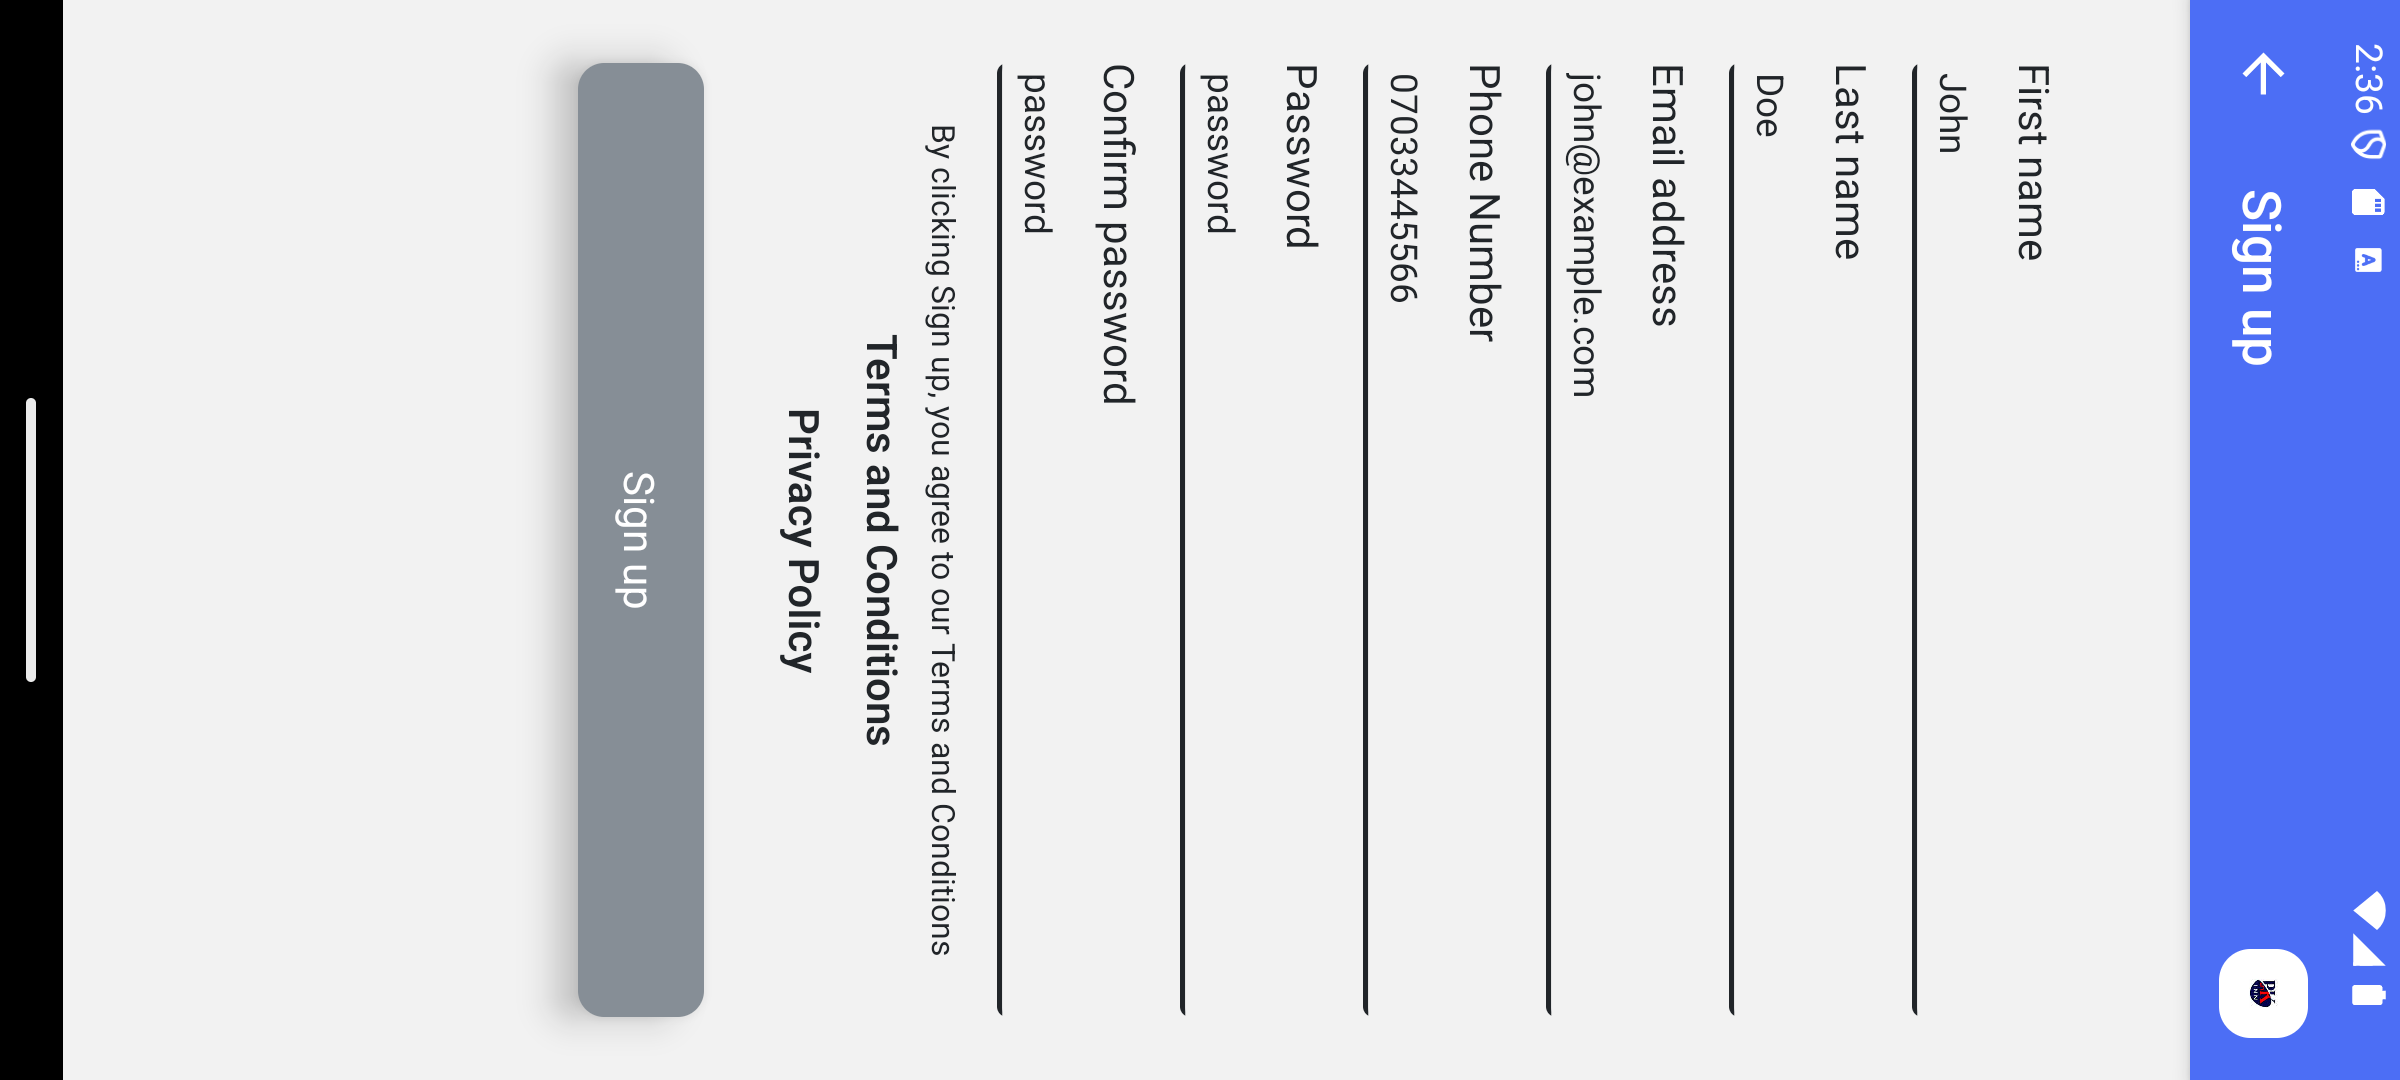 2:36
Sign up
First name
John
Last name
Doe
Email address
john@example.com
Phone Number
07033445566
Password
password
Confirm password
password
By clicking Sign up, you agree to our Terms and Conditions
Terms and Conditions
Privacy Policy
Sign up